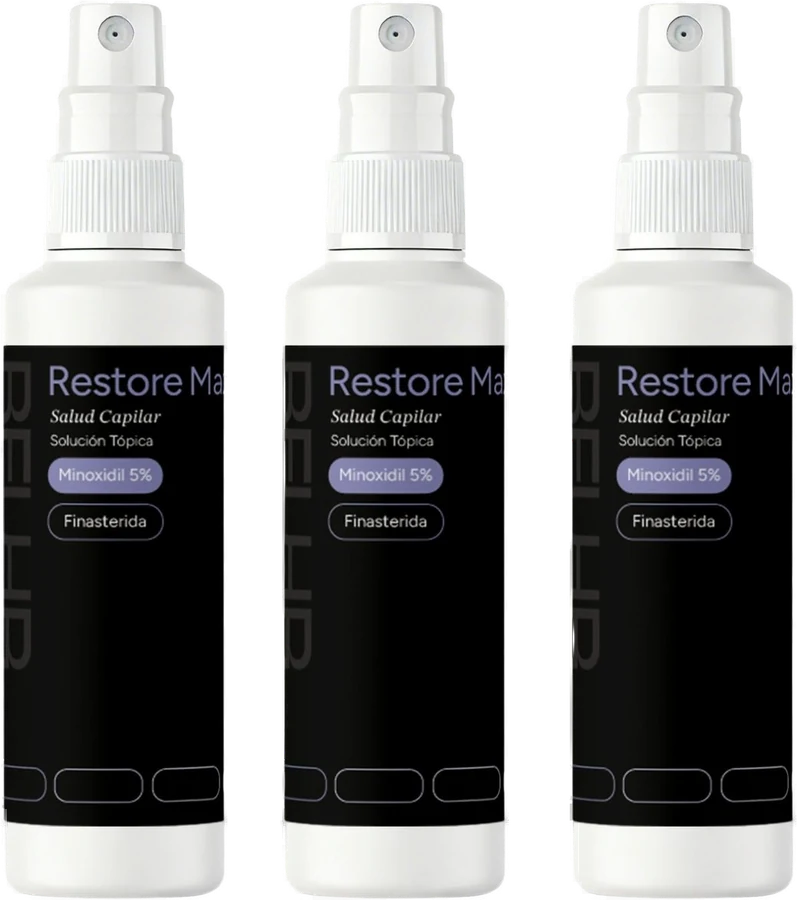 Restore Ma
Salud Capilar
Solución Tópica
Minoxidil 5%
Finasterida
Restore Ma
Salud Capilar
Solución Tópica
Minoxidil 5%
Finasterida
Restore Ma
Salud Capilar
Solución Tópica
Minoxidil 5%
Finasterida